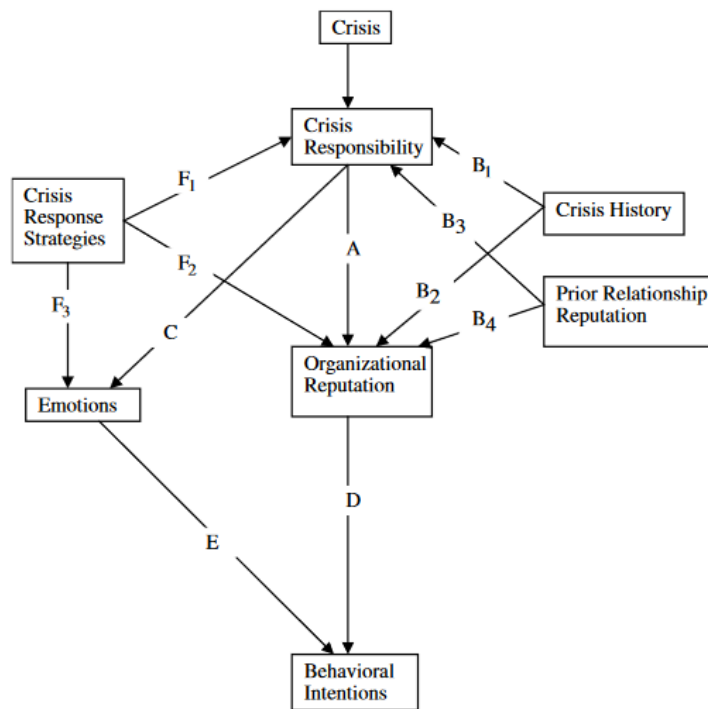 Crisis
Crisis
Responsibility
F1
B1
Crisis
Response
Strategies
Crisis History
B3
A
F2
F3
B2
Prior Relationship
Reputation
B4
C
Organizational
Reputation
Emotions
D
E
Behavioral
Intentions